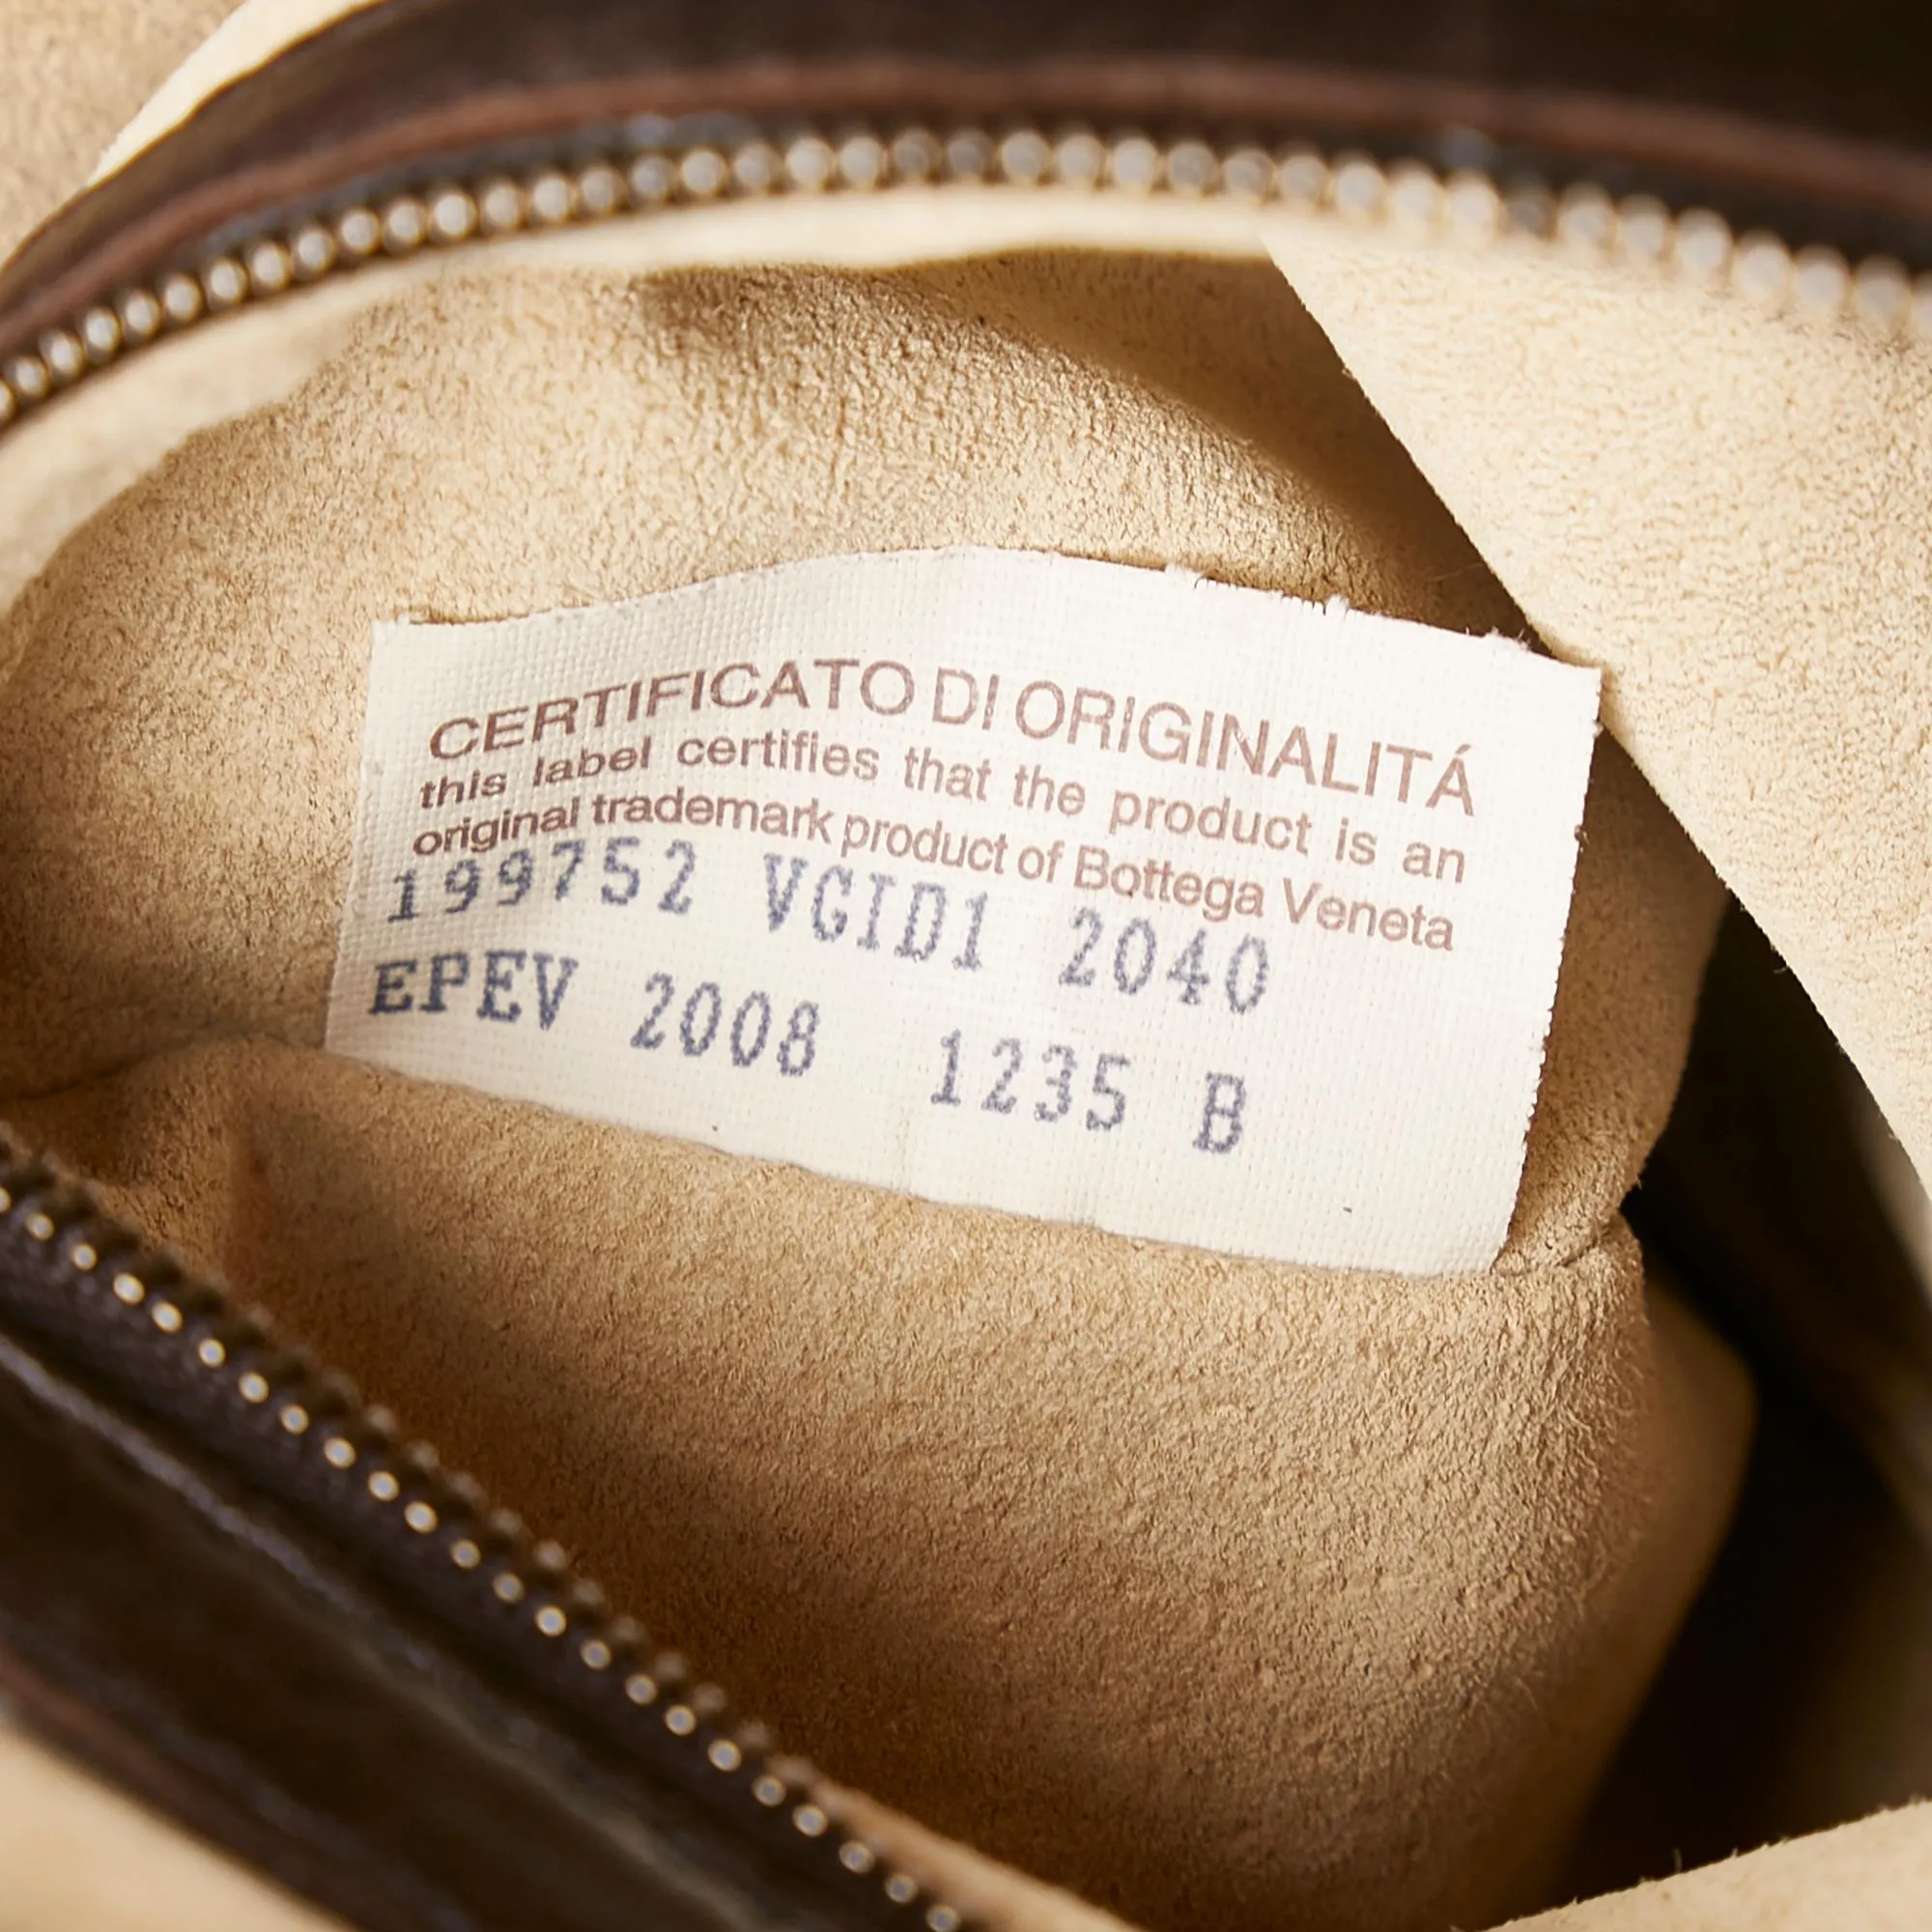 CERTIFICATO DI ORIGINALITÁ
this label certifies that the product is an
original trademark product of Bottega Veneta
199752 VGID1 2040
EPEV 2008 1235 B